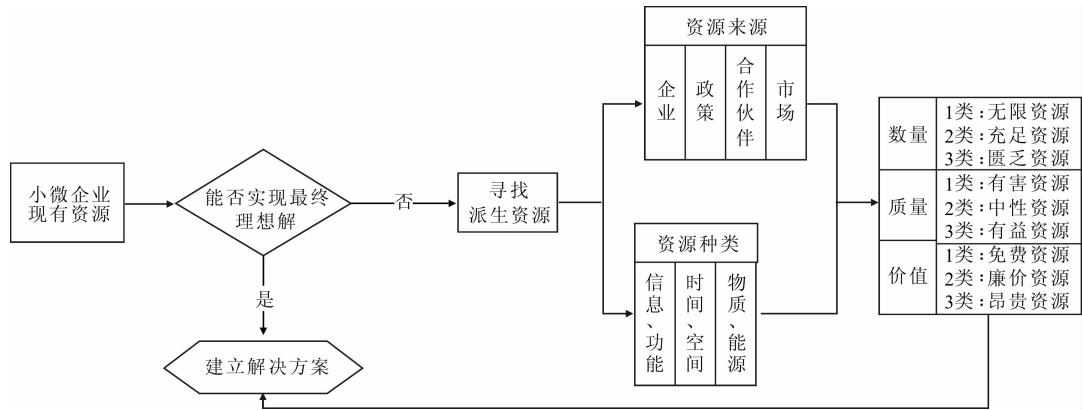 小微企业
现有资源
能否实现最终
理想解
否
是
建立解决方案
寻找
派生资源
资源来源
企业
政策
合作伙伴
市场
资源种类
信息、功能
时间、空间
物质、能源
数量
1类:无限资源
2类:充足资源
3类:匮乏资源
质量
1类:有害资源
2类:中性资源
3类:有益资源
价值
1类:免费资源
2类:廉价资源
3类:昂贵资源